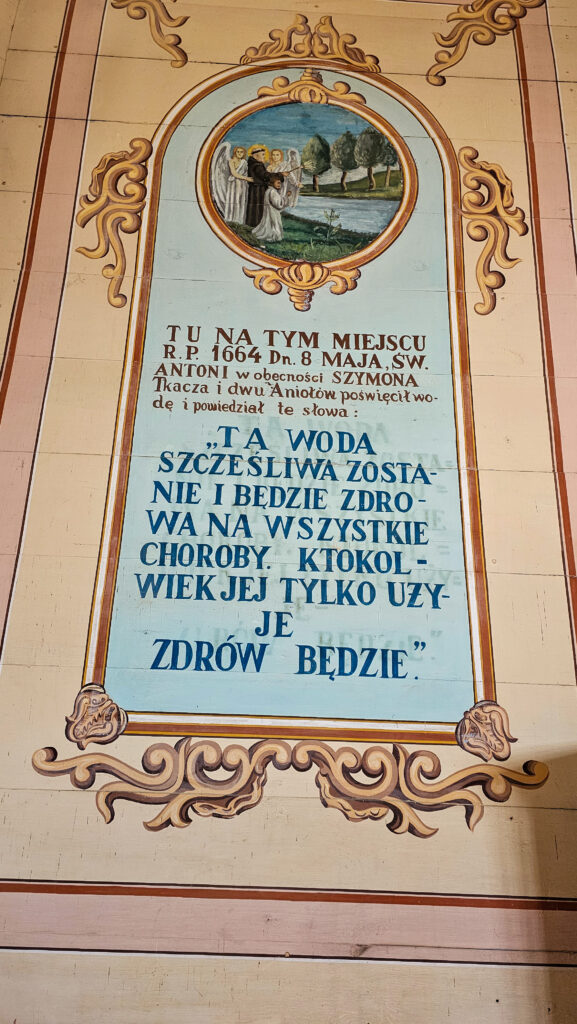 TU NA TYM MIEJSCU
R.P. 1664 Dn. 8 MAJA, ŚW.
ANTONI w obecności SZYMONA
Tkacza i dwu Aniołów poświęcił wo-
dę i powiedział te słowa:
„TA WODA
SZCZĘŚLIWA ZOSTA-
NIE I BĘDZIE ZDRO-
WA NA WSZYSTKIE
CHOROBY. KTOKOL-
WIEK JEJ TYLKO UŻY-
JE
ZDRÓW BĘDZIE”.